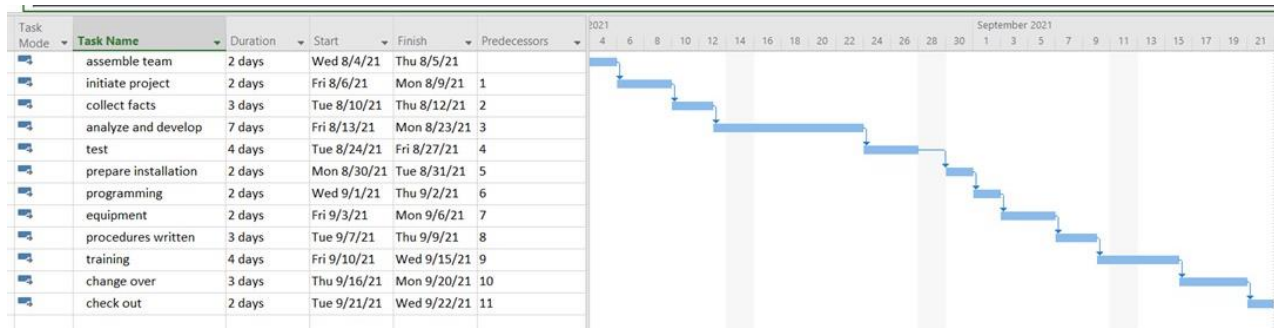 Task Mode Task Name Duration Start Finish Predecessors
2021 September 2021
4 6 8 10 12 14 16 18 20 22 24 26 28 30 1 3 5 7 9 11 13 15 17 19 21
assemble team 2 days Wed 8/4/21 Thu 8/5/21
initiate project 2 days Fri 8/6/21 Mon 8/9/21 1
collect facts 3 days Tue 8/10/21 Thu 8/12/21 2
analyze and develop 7 days Fri 8/13/21 Mon 8/23/21 3
test 4 days Tue 8/24/21 Fri 8/27/21 4
prepare installation 2 days Mon 8/30/21 Tue 8/31/21 5
programming 2 days Wed 9/1/21 Thu 9/2/21 6
equipment 2 days Fri 9/3/21 Mon 9/6/21 7
procedures written 3 days Tue 9/7/21 Thu 9/9/21 8
training 4 days Fri 9/10/21 Wed 9/15/21 9
change over 3 days Thu 9/16/21 Mon 9/20/21 10
check out 2 days Tue 9/21/21 Wed 9/22/21 11